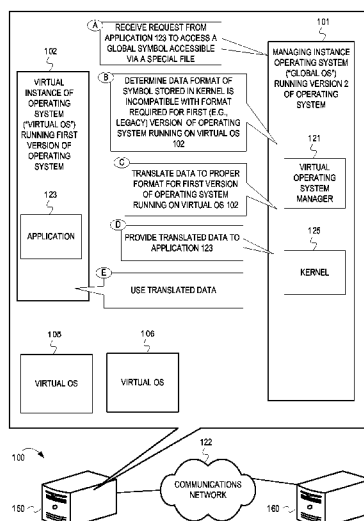 102
VIRTUAL
INSTANCE OF
OPERATING
SYSTEM
("VIRTUAL OS")
RUNNING FIRST
VERSION OF
OPERATING
SYSTEM
123
APPLICATION
A
RECEIVE REQUEST FROM
APPLICATION 123 TO ACCESS A
GLOBAL SYMBOL ACCESSIBLE
VIA A SPECIAL FILE
B
DETERMINE DATA FORMAT OF
SYMBOL STORED IN KERNEL IS
INCOMPATIBLE WITH FORMAT
REQUIRED FOR FIRST (E.G.,
LEGACY) VERSION OF OPERATING
SYSTEM RUNNING ON VIRTUAL OS
102
C
TRANSLATE DATA TO PROPER
FORMAT FOR FIRST VERSION
OF OPERATING SYSTEM
RUNNING ON VIRTUAL OS 102
D
PROVIDE TRANSLATED DATA TO
APPLICATION 123
E
USE TRANSLATED DATA
101
MANAGING INSTANCE
OPERATING SYSTEM
("GLOBAL OS")
RUNNING VERSION 2
OF OPERATING
SYSTEM
121
VIRTUAL
OPERATING
SYSTEM
MANAGER
125
KERNEL
105
VIRTUAL OS
106
VIRTUAL OS
100
122
COMMUNICATIONS
NETWORK
150
160